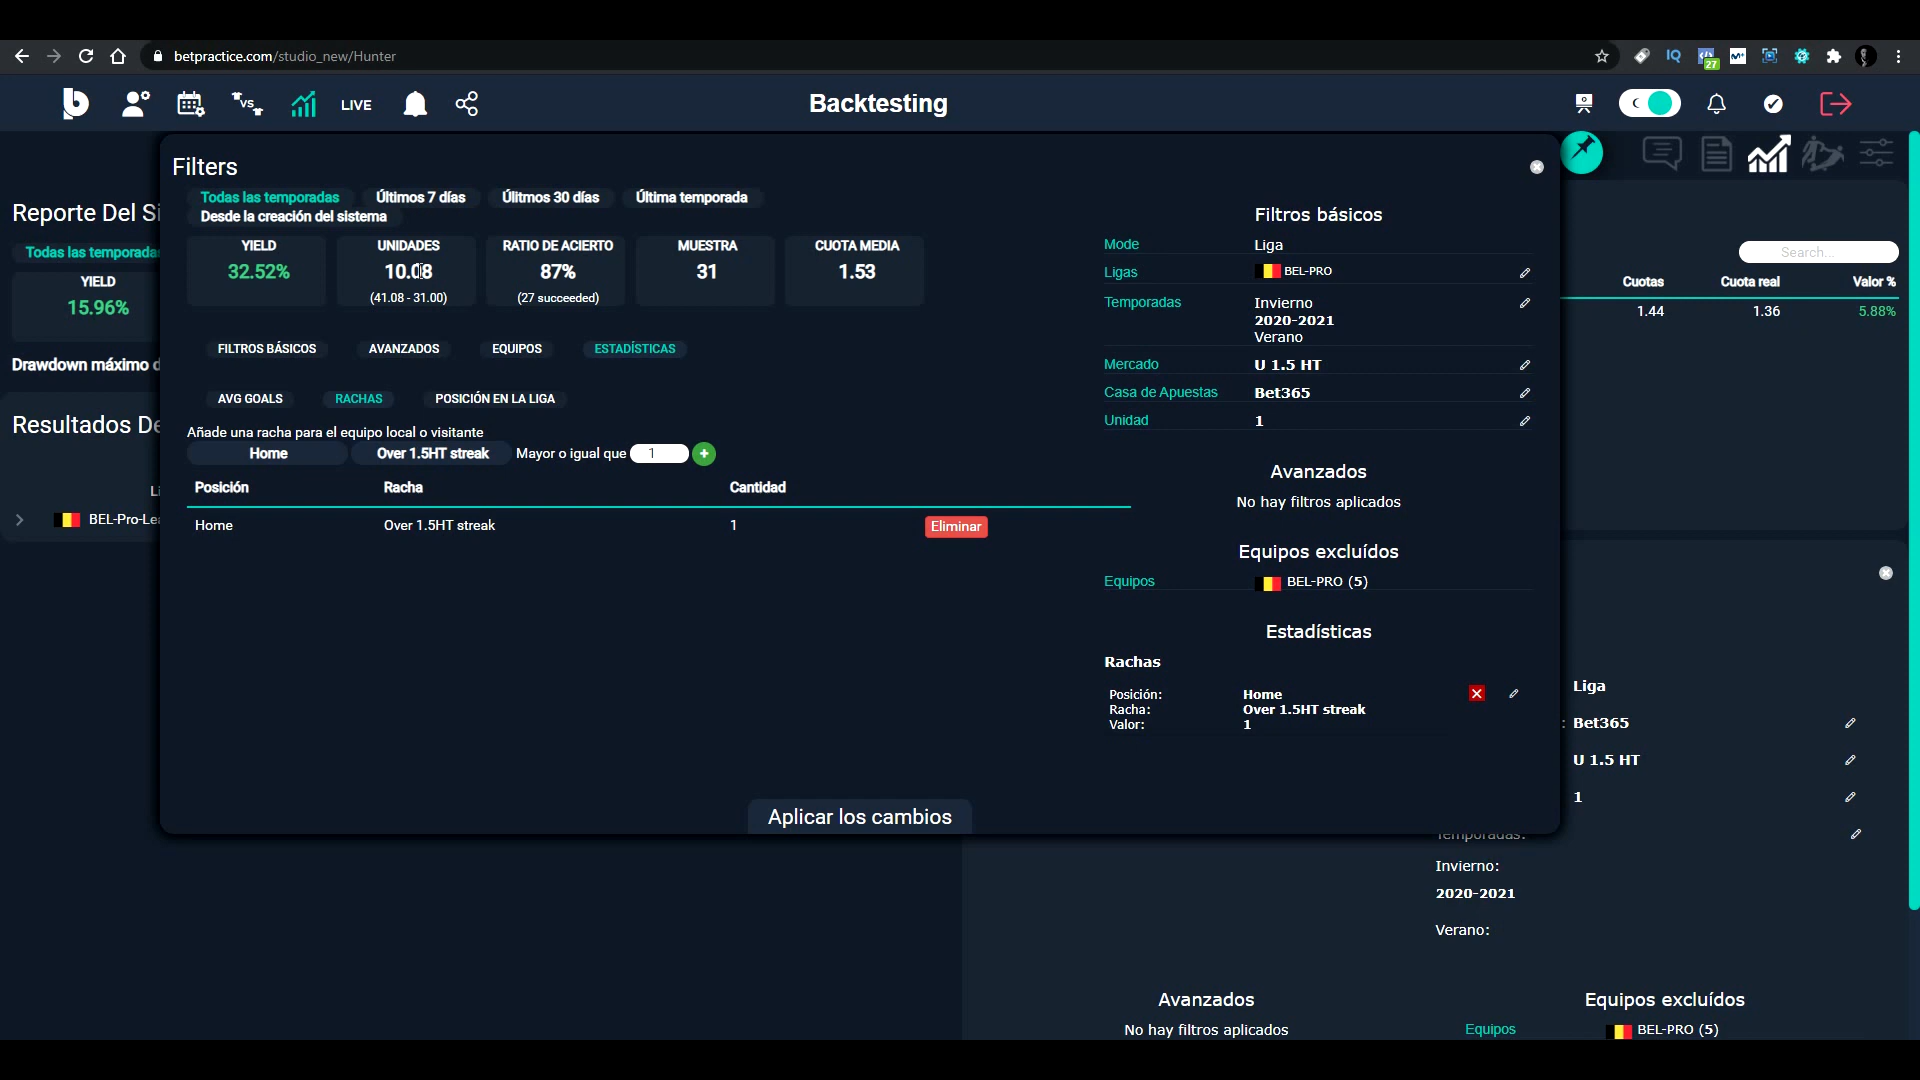 betpractice.com/studio_new/Hunter
IQ
27
VS
LIVE
Backtesting
Filters
Todas las temporadas
Últimos 7 días
Úlitmos 30 días
Última temporada
Desde la creación del sistema
YIELD
32.52%
UNIDADES
10.08
(41.08 - 31.00)
RATIO DE ACIERTO
87%
(27 succeeded)
MUESTRA
31
CUOTA MEDIA
1.53
FILTROS BÁSICOS
AVANZADOS
EQUIPOS
ESTADÍSTICAS
AVG GOALS
RACHAS
POSICIÓN EN LA LIGA
Añade una racha para el equipo local o visitante
Home
Over 1.5HT streak
Mayor o igual que
1
+
Posición
Racha
Cantidad
Home
Over 1.5HT streak
1
Eliminar
Aplicar los cambios
Filtros básicos
Mode
Liga
Ligas
BEL-PRO
Temporadas
Invierno
2020-2021
Verano
Mercado
U 1.5 HT
Casa de Apuestas
Bet365
Unidad
1
Avanzados
No hay filtros aplicados
Equipos excluídos
Equipos
BEL-PRO (5)
Estadísticas
Rachas
Posición:
Home
Racha:
Over 1.5HT streak
Valor:
1
Reporte Del Si
Todas las temporadas
YIELD
15.96%
Drawdown máximo d
Resultados De
Li
BEL-Pro-Lea
Search...
Cuotas
Cuota real
Valor %
1.44
1.36
5.88%
Liga
: Bet365
U 1.5 HT
1
Temporadas:
Invierno:
2020-2021
Verano:
Avanzados
No hay filtros aplicados
Equipos excluídos
Equipos
BEL-PRO (5)